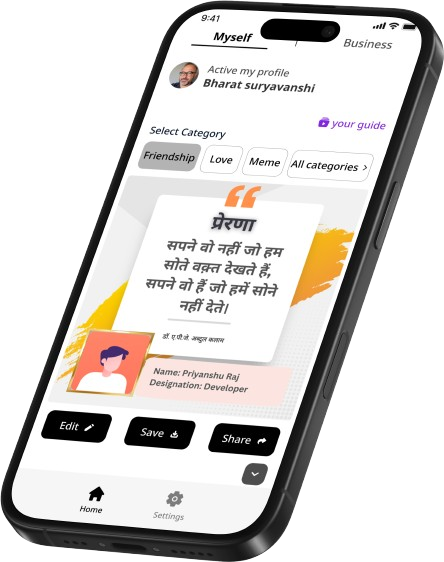 9:41
Myself
Business
Active my profile
Bharat suryavanshi
your guide
Select Category
Friendship
Love
Meme
All categories
प्रेरणा
सपने वो नहीं जो हम
सोते वक़्त देखते हैं,
सपने वो हैं जो हमें सोने
नहीं देते।
डॉ. ए.पी.जे. अब्दुल कलाम
Name: Priyanshu Raj
Designation: Developer
Edit
Save
Share
Home
Settings